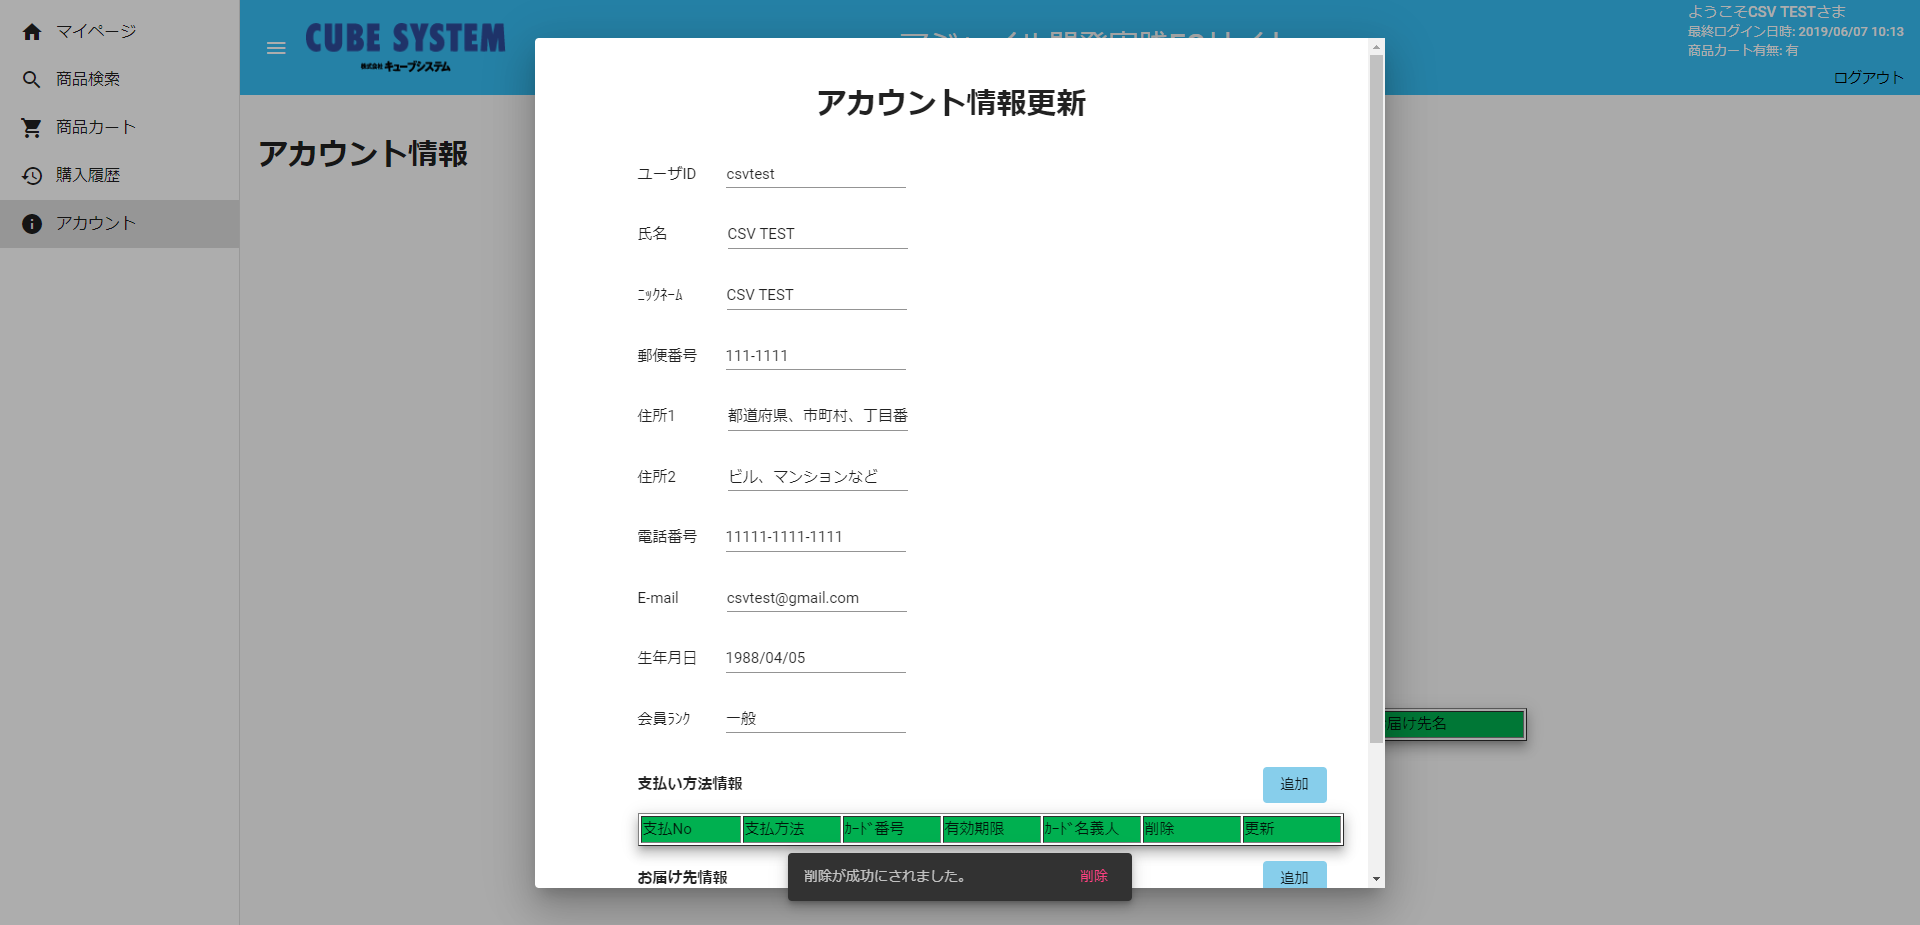 マイページ
商品検索
商品カート
購入履歴
アカウント
CUBE SYSTEM
株式会社 キューブシステム
ようこそCSV TESTさま
最終ログイン日時: 2019/06/07 10:13
商品カート有無: 有
ログアウト
アカウント情報
アカウント情報更新
ユーザID csvtest
氏名 CSV TEST
ﾆｯｸﾈｰﾑ CSV TEST
郵便番号 111-1111
住所1 都道府県、市町村、丁目番
住所2 ビル、マンションなど
電話番号 11111-1111-1111
E-mail csvtest@gmail.com
生年月日 1988/04/05
会員ﾗﾝｸ 一般
届け先名
支払い方法情報 追加
支払No 支払方法 ｶｰﾄﾞ番号 有効期限 ｶｰﾄﾞ名義人 削除 更新
お届け先情報 追加
削除が成功にされました。 削除